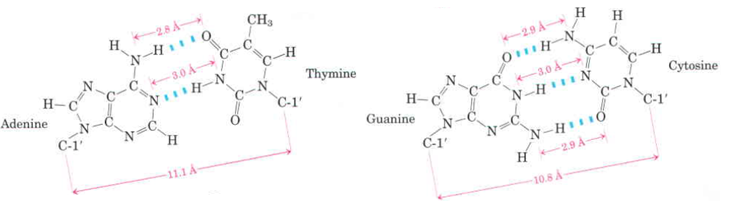 CH₃
H
2.8 Å
H
N
H
O
C
C
C
H
3.0 Å
N
C
C
N
H
N
C
N
H
C
C
C
O
C-1′
Thymine
Adenine
N
N
C
H
C-1′
11.1 Å
H
H
2.9 Å
N
H
C
C
H
O
C
C
3.0 Å
N
C
C
N
H
N
N
C-1′
Cytosine
H
C
C
C
O
Guanine
N
N
C
N
H
C-1′
H
2.9 Å
10.8 Å